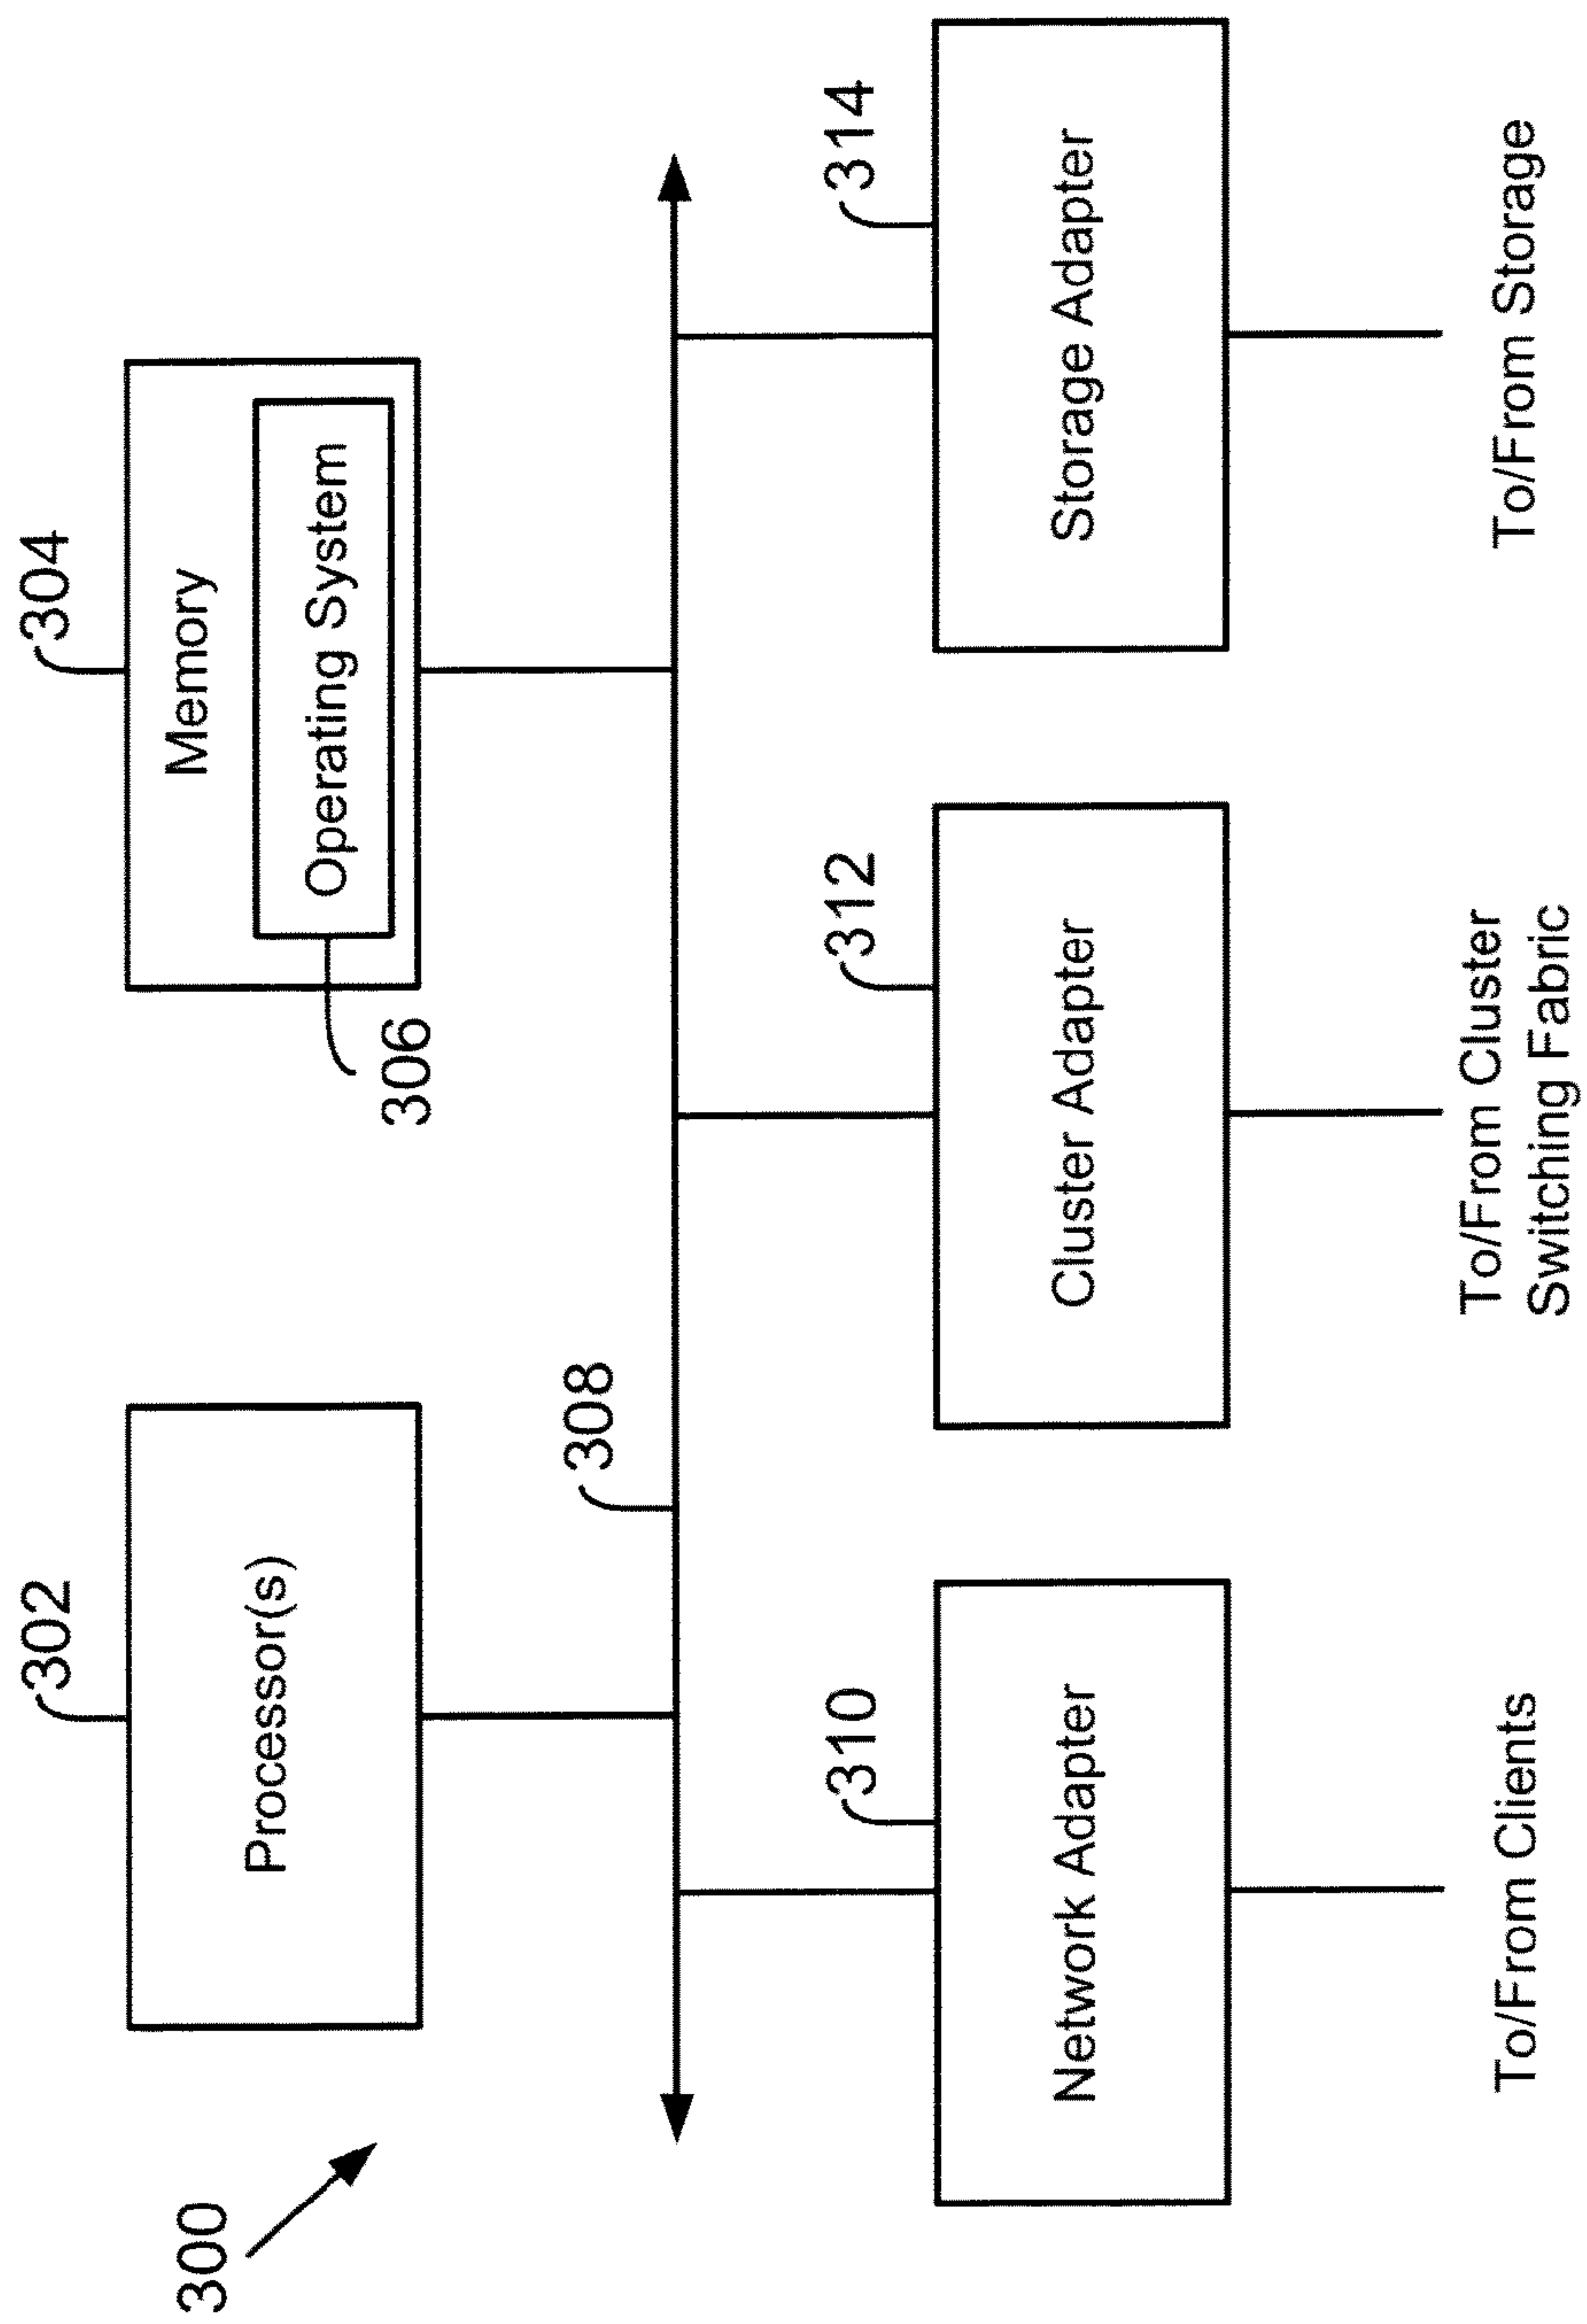 300
302
Processor(s)
304
Memory
Operating System
306
308
310
Network Adapter
312
Cluster Adapter
314
Storage Adapter
To/From Clients
To/From Cluster
Switching Fabric
To/From Storage